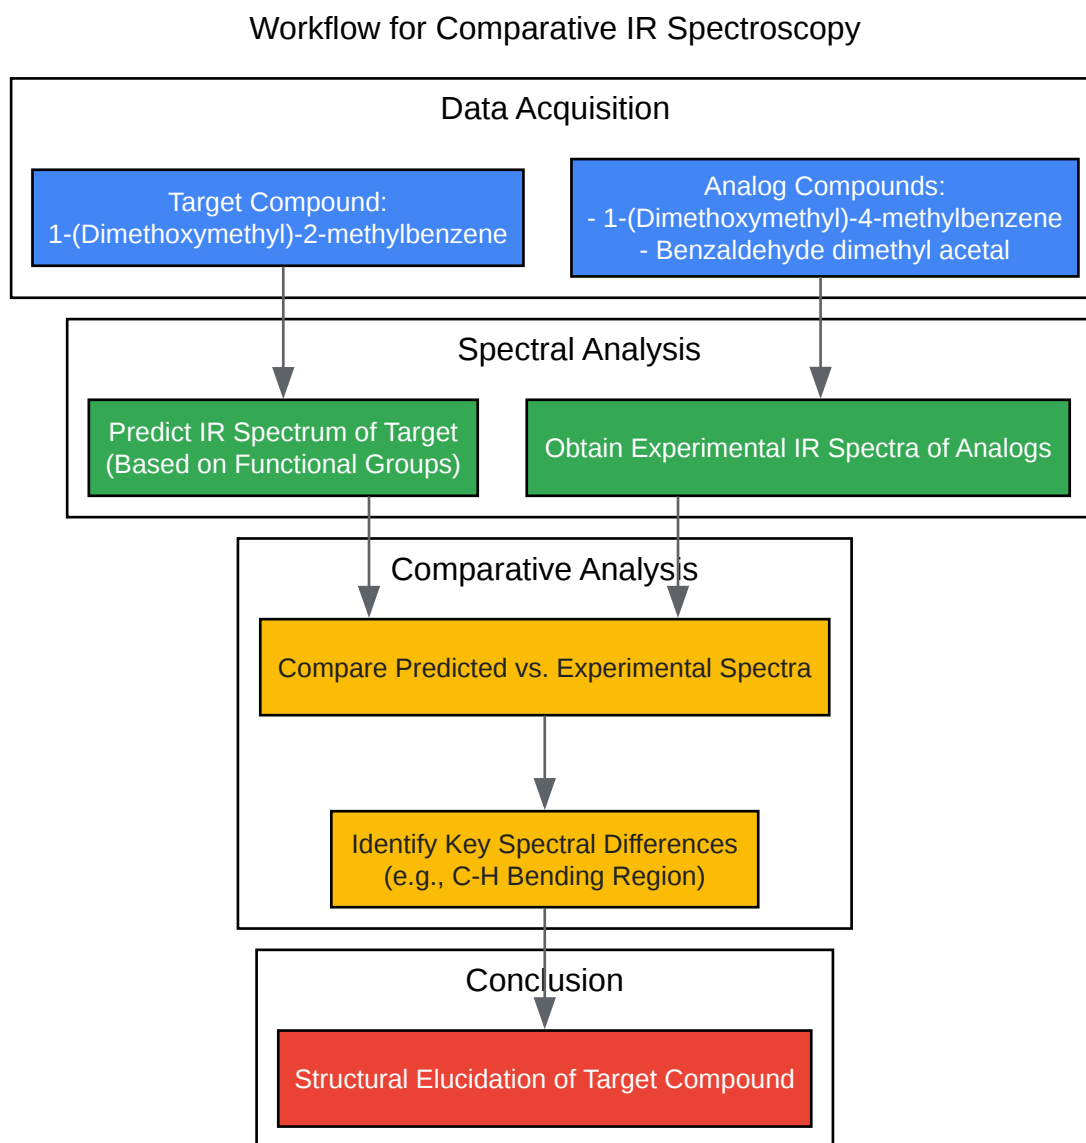 Workflow for Comparative IR Spectroscopy
Data Acquisition
Target Compound:
1-(Dimethoxymethyl)-2-methylbenzene
Analog Compounds:
- 1-(Dimethoxymethyl)-4-methylbenzene
- Benzaldehyde dimethyl acetal
Spectral Analysis
Predict IR Spectrum of Target
(Based on Functional Groups)
Obtain Experimental IR Spectra of Analogs
Comparative Analysis
Compare Predicted vs. Experimental Spectra
Identify Key Spectral Differences
(e.g., C-H Bending Region)
Conclusion
Structural Elucidation of Target Compound